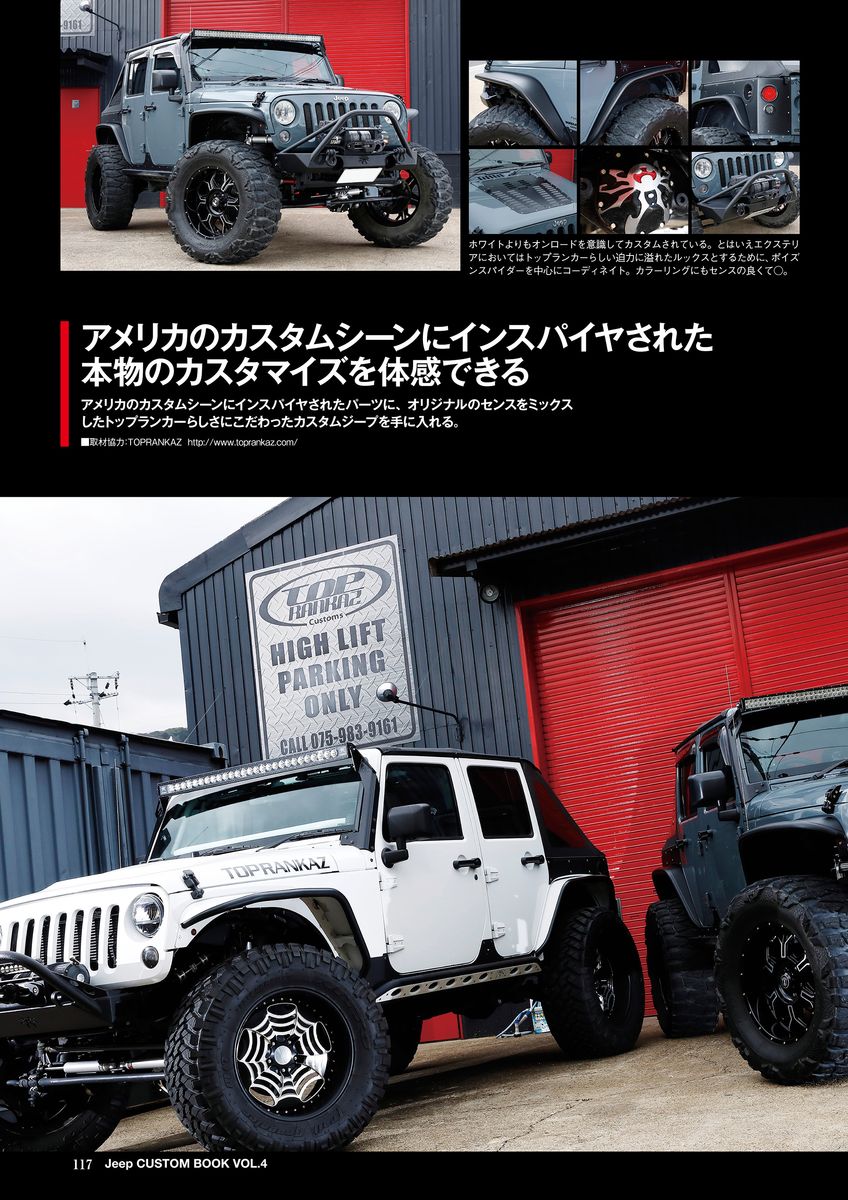 -9161
Jeep
Jeep
ホワイトよりもオンロードを意識してカスタムされている。とはいえエクステリ
アにおいてはトップランカーらしい迫力に溢れたルックスとするために、ポイズ
ンスパイダーを中心にコーディネイト。カラーリングにもセンスの良くて〇。
アメリカのカスタムシーンにインスパイヤされた
本物のカスタマイズを体感できる
アメリカのカスタムシーンにインスパイヤされたパーツに、オリジナルのセンスをミックス
したトップランカーらしさにこだわったカスタムジープを手に入れる。
■取材協力:TOPRANKAZ http://www.toprankaz.com/
TOP
RANKAZ
Customs
HIGH LIFT
PARKING
ONLY
CALL 075-983-9161
TOPRANKAZ
117 Jeep CUSTOM BOOK VOL.4